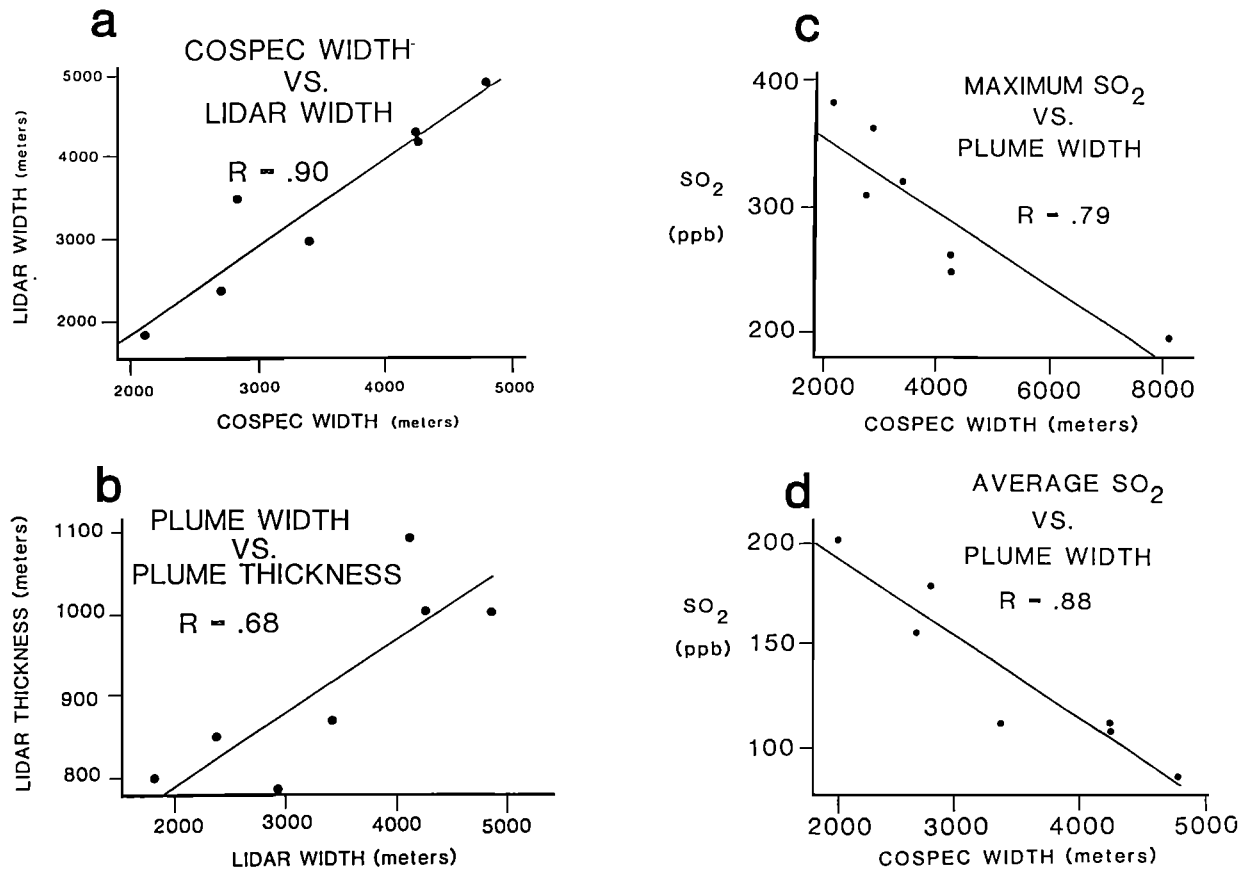 a
COSPEC WIDTH
VS.
LIDAR WIDTH
R = .90
LIDAR WIDTH (meters)
5000
4000
3000
2000
2000 3000 4000 5000
COSPEC WIDTH (meters)
b
PLUME WIDTH
VS.
PLUME THICKNESS
R = .68
LIDAR THICKNESS (meters)
1100
1000
900
800
2000 3000 4000 5000
LIDAR WIDTH (meters)
c
MAXIMUM SO2
VS.
PLUME WIDTH
R = .79
SO2
(ppb)
400
300
200
2000 4000 6000 8000
COSPEC WIDTH (meters)
d
AVERAGE SO2
VS.
PLUME WIDTH
R = .88
SO2
(ppb)
200
150
100
2000 3000 4000 5000
COSPEC WIDTH (meters)